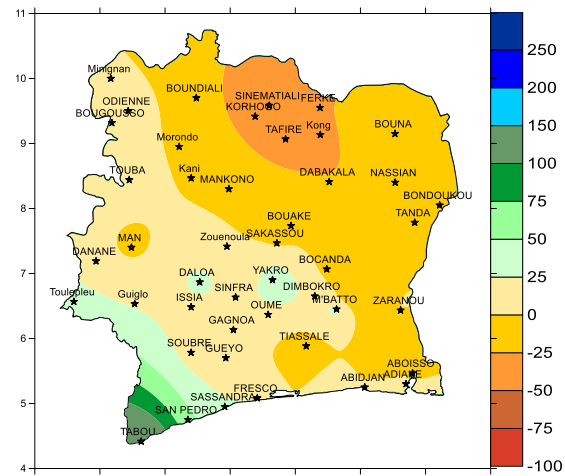 11
10
9
8
7
6
5
4
Minignan
ODIENNE
BOUGOUSSO
BOUNDIALI
SINEMATIALI
FERKE
KORHOGO
Kong
TAFIRE
BOUNA
Morondo
TOUBA
Kani
MANKONO
DABAKALA
NASSIAN
BONDOUKOU
TANDA
BOUAKE
SAKASSOU
Zouenoula
MAN
DANANE
BOCANDA
YAKRO
DALOA
DIMBOKRO
SINFRA
Toulepleu
Guiglo
ISSIA
OUME
M'BATTO
ZARANOU
GAGNOA
TIASSALE
SOUBRE
GUEYO
ABOISSO
ADIAKE
ABIDJAN
FRESCO
SASSANDRA
SAN PEDRO
TABOU
250
200
150
100
75
50
25
0
-25
-50
-75
-100